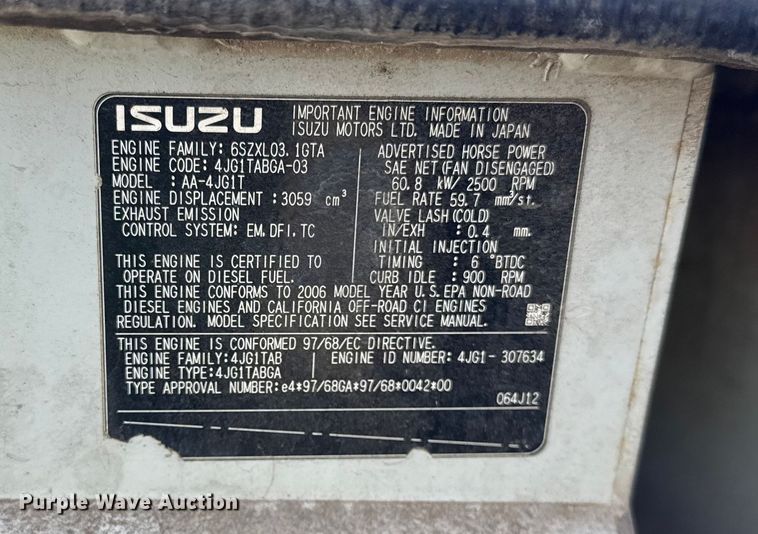 ISUZU
IMPORTANT ENGINE INFORMATION
ISUZU MOTORS LTD. MADE IN JAPAN
ENGINE FAMILY: 6SZXL03.1GTA
ENGINE CODE: 4JG1TABGA-03
MODEL : AA-4JG1T
ENGINE DISPLACEMENT: 3059 cm³
EXHAUST EMISSION
CONTROL SYSTEM: EM,DFI,TC
THIS ENGINE IS CERTIFIED TO
OPERATE ON DIESEL FUEL.
ADVERTISED HORSE POWER
SAE NET(FAN DISENGAGED)
60.8 kW/ 2500 RPM
FUEL RATE 59.7 mm³/st.
VALVE LASH(COLD)
IN/EXH : 0.4 mm.
INITIAL INJECTION
TIMING : 6 °BTDC
CURB IDLE : 900 RPM
THIS ENGINE CONFORMS TO 2006 MODEL YEAR U.S.EPA NON-ROAD
DIESEL ENGINES AND CALIFORNIA OFF-ROAD CI ENGINES
REGULATION. MODEL SPECIFICATION SEE SERVICE MANUAL.
THIS ENGINE IS CONFORMED 97/68/EC DIRECTIVE.
ENGINE FAMILY:4JG1TAB ENGINE ID NUMBER: 4JG1- 307634
ENGINE TYPE:4JG1TABGA
TYPE APPROVAL NUMBER:e4*97/68GA*97/68*0042*00
064J12
Purple Wave Auction